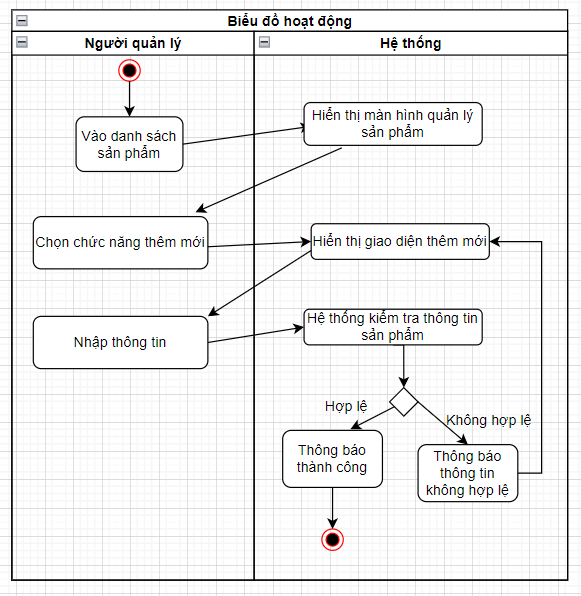 Biểu đồ hoạt động
Người quản lý
Hệ thống
Vào danh sách
sản phẩm
Hiển thị màn hình quản lý
sản phẩm
Chọn chức năng thêm mới
Hiển thị giao diện thêm mới
Nhập thông tin
Hệ thống kiểm tra thông tin
sản phẩm
Hợp lệ
Không hợp lệ
Thông báo
thành công
Thông báo
thông tin
không hợp lệ